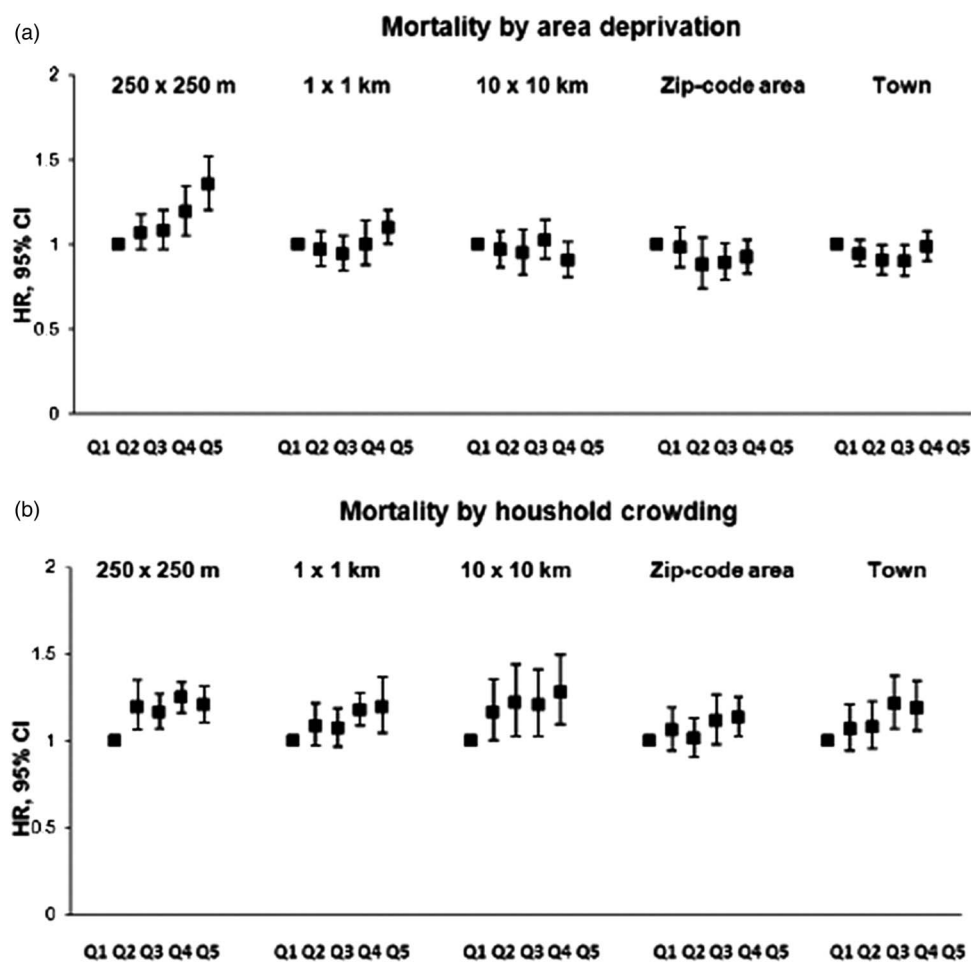 (a)
Mortality by area deprivation
250 x 250 m 1 x 1 km 10 x 10 km Zip-code area Town
2
1.5
1
0.5
0
HR, 95% CI
Q1 Q2 Q3 Q4 Q5 Q1 Q2 Q3 Q4 Q5 Q1 Q2 Q3 Q4 Q5 Q1 Q2 Q3 Q4 Q5 Q1 Q2 Q3 Q4 Q5
(b)
Mortality by houshold crowding
250 x 250 m 1 x 1 km 10 x 10 km Zip-code area Town
2
1.5
1
0.5
0
HR, 95% CI
Q1 Q2 Q3 Q4 Q5 Q1 Q2 Q3 Q4 Q5 Q1 Q2 Q3 Q4 Q5 Q1 Q2 Q3 Q4 Q5 Q1 Q2 Q3 Q4 Q5